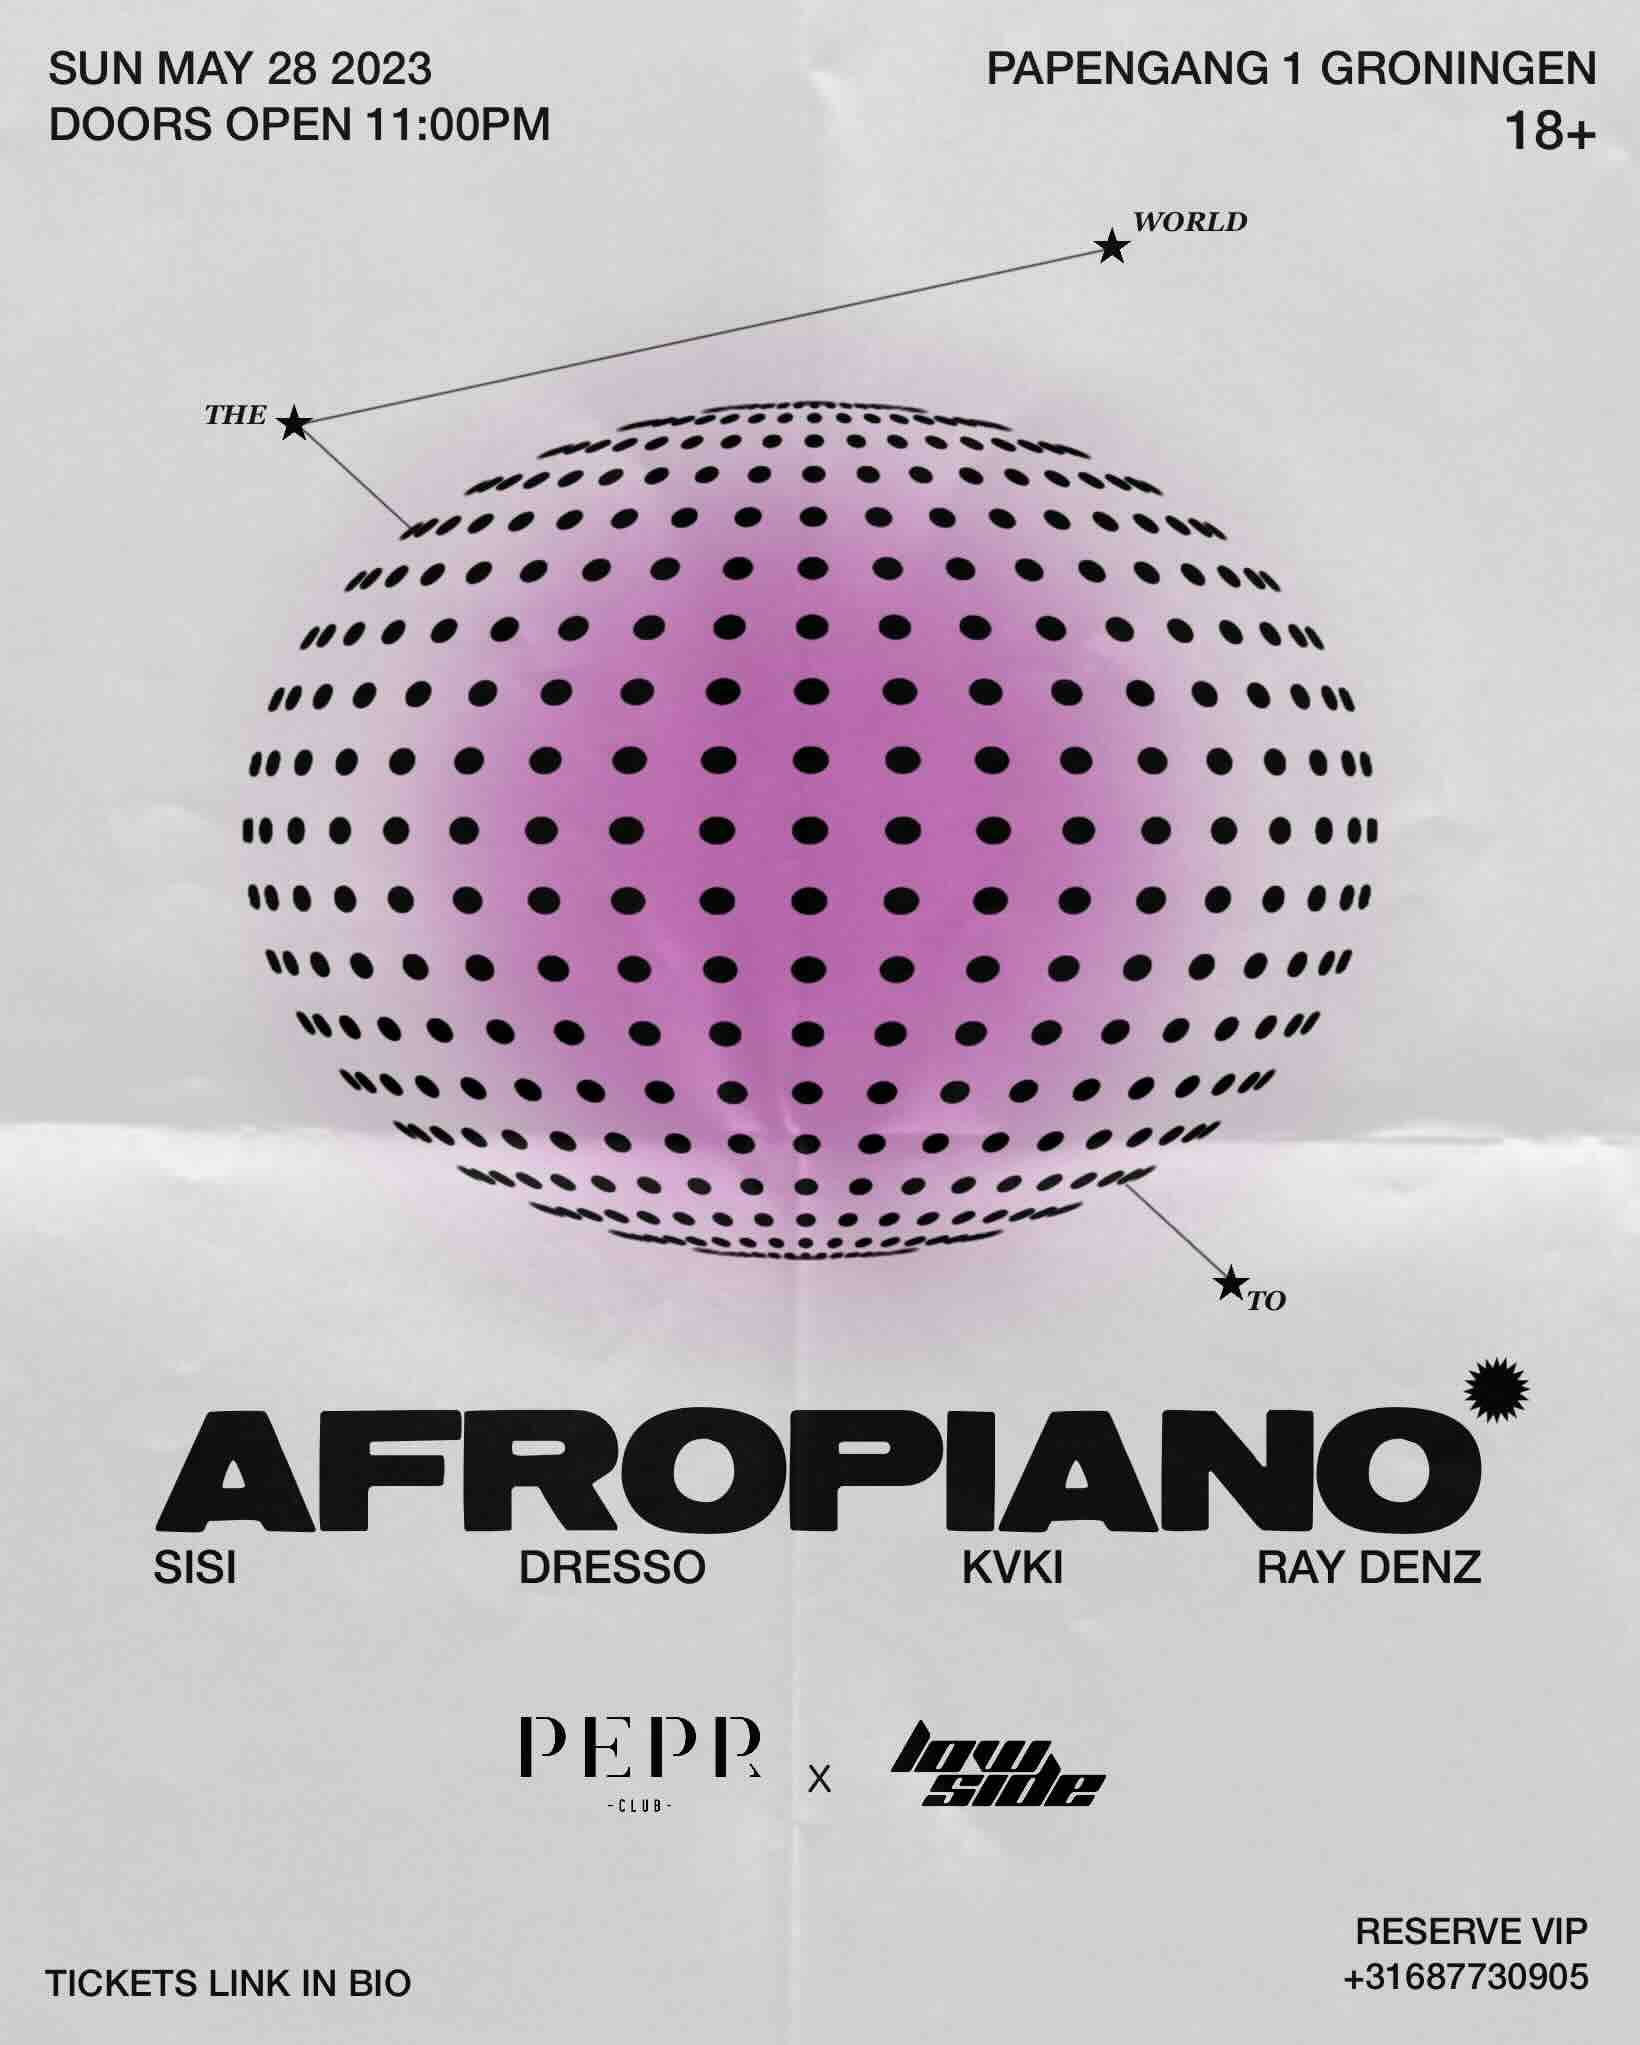 SUN MAY 28 2023
DOORS OPEN 11:00PM
PAPENGANG 1 GRONINGEN
18+
WORLD
THE
TO
AFROPIANO
SISI
DRESSO
KVKI
RAY DENZ
PEPR
-CLUB-
X
low
side
TICKETS LINK IN BIO
RESERVE VIP
+31687730905